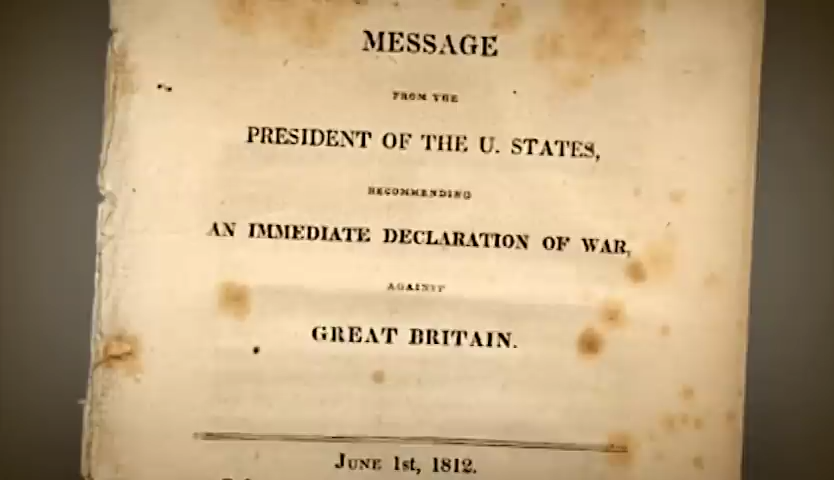 MESSAGE
FROM THE
PRESIDENT OF THE U. STATES,
RECOMMENDING
AN IMMEDIATE DECLARATION OF WAR,
AGAINST
GREAT BRITAIN.
JUNE 1st, 1812.